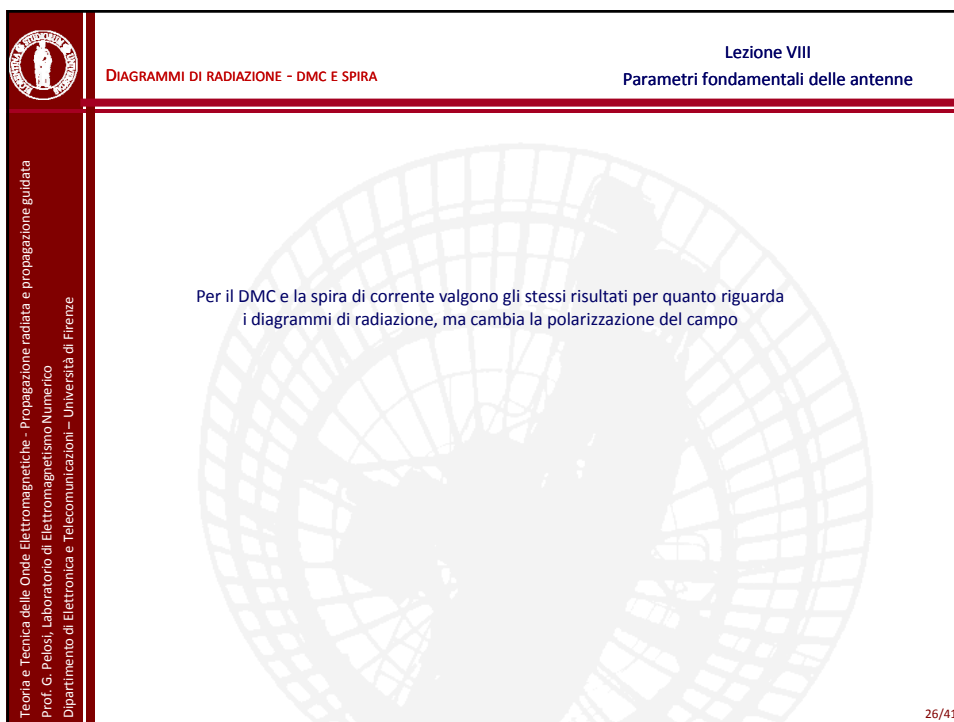 DIAGRAMMI DI RADIAZIONE - DMC E SPIRA
Lezione VIII
Parametri fondamentali delle antenne
Teoria e Tecnica delle Onde Elettromagnetiche - Propagazione radiata e propagazione guidata
Prof. G. Pelosi, Laboratorio di Elettromagnetismo Numerico
Dipartimento di Elettronica e Telecomunicazioni – Università di Firenze
Per il DMC e la spira di corrente valgono gli stessi risultati per quanto riguarda
i diagrammi di radiazione, ma cambia la polarizzazione del campo
26/41